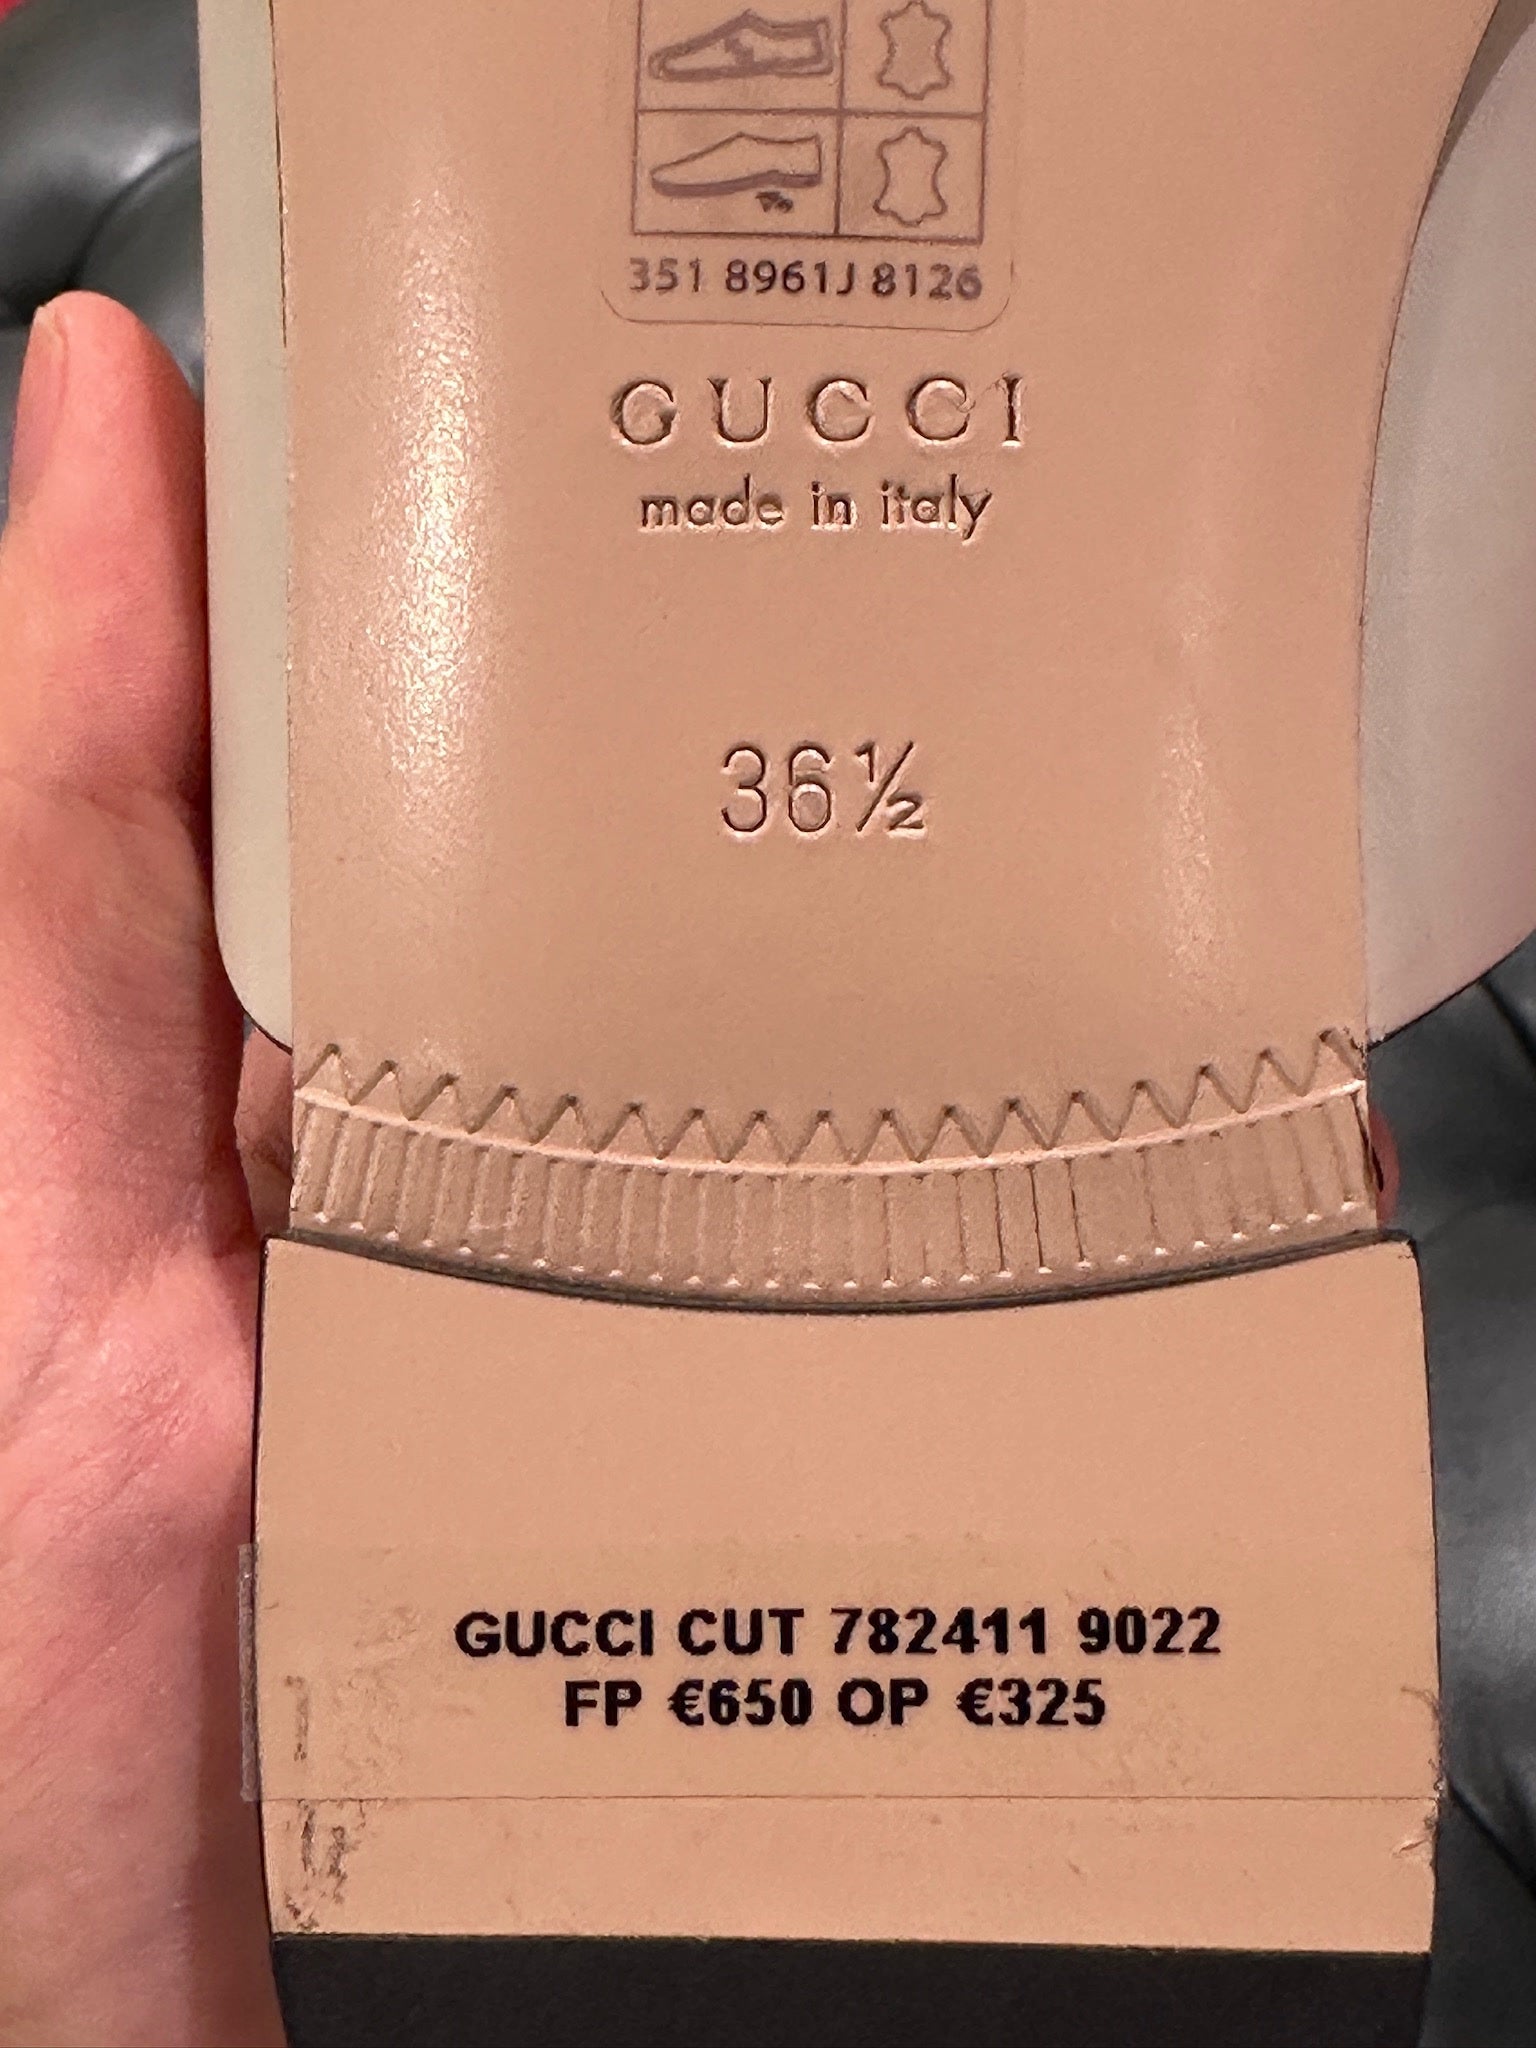 351 8961J 8126
GUCCI
made in italy
36½
GUCCI CUT 782411 9022
FP €650 OP €325